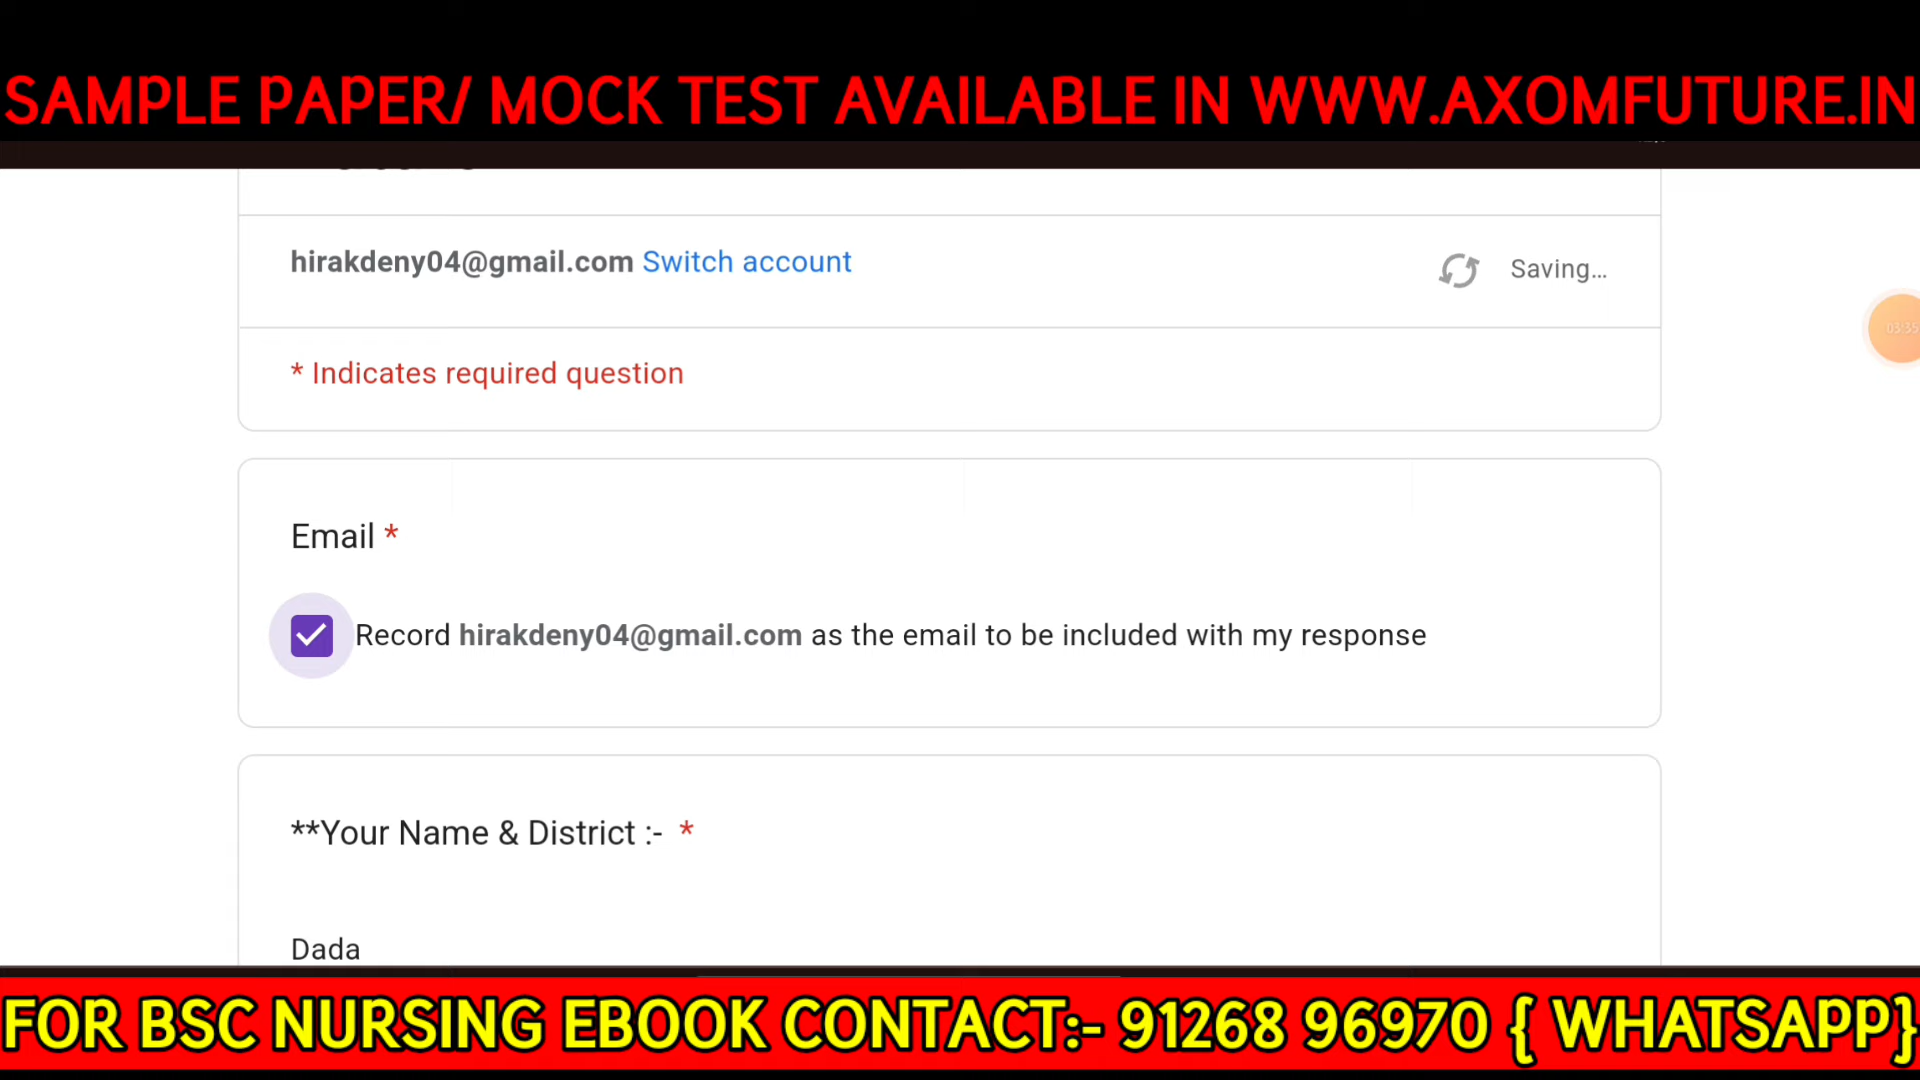 SAMPLE PAPER/ MOCK TEST AVAILABLE IN WWW.AXOMFUTURE.IN
hirakdeny04@gmail.com Switch account
Saving...
* Indicates required question
03:35
Email *
Record hirakdeny04@gmail.com as the email to be included with my response
**Your Name & District :- *
Dada
FOR BSC NURSING EBOOK CONTACT:- 91268 96970 { WHATSAPP}